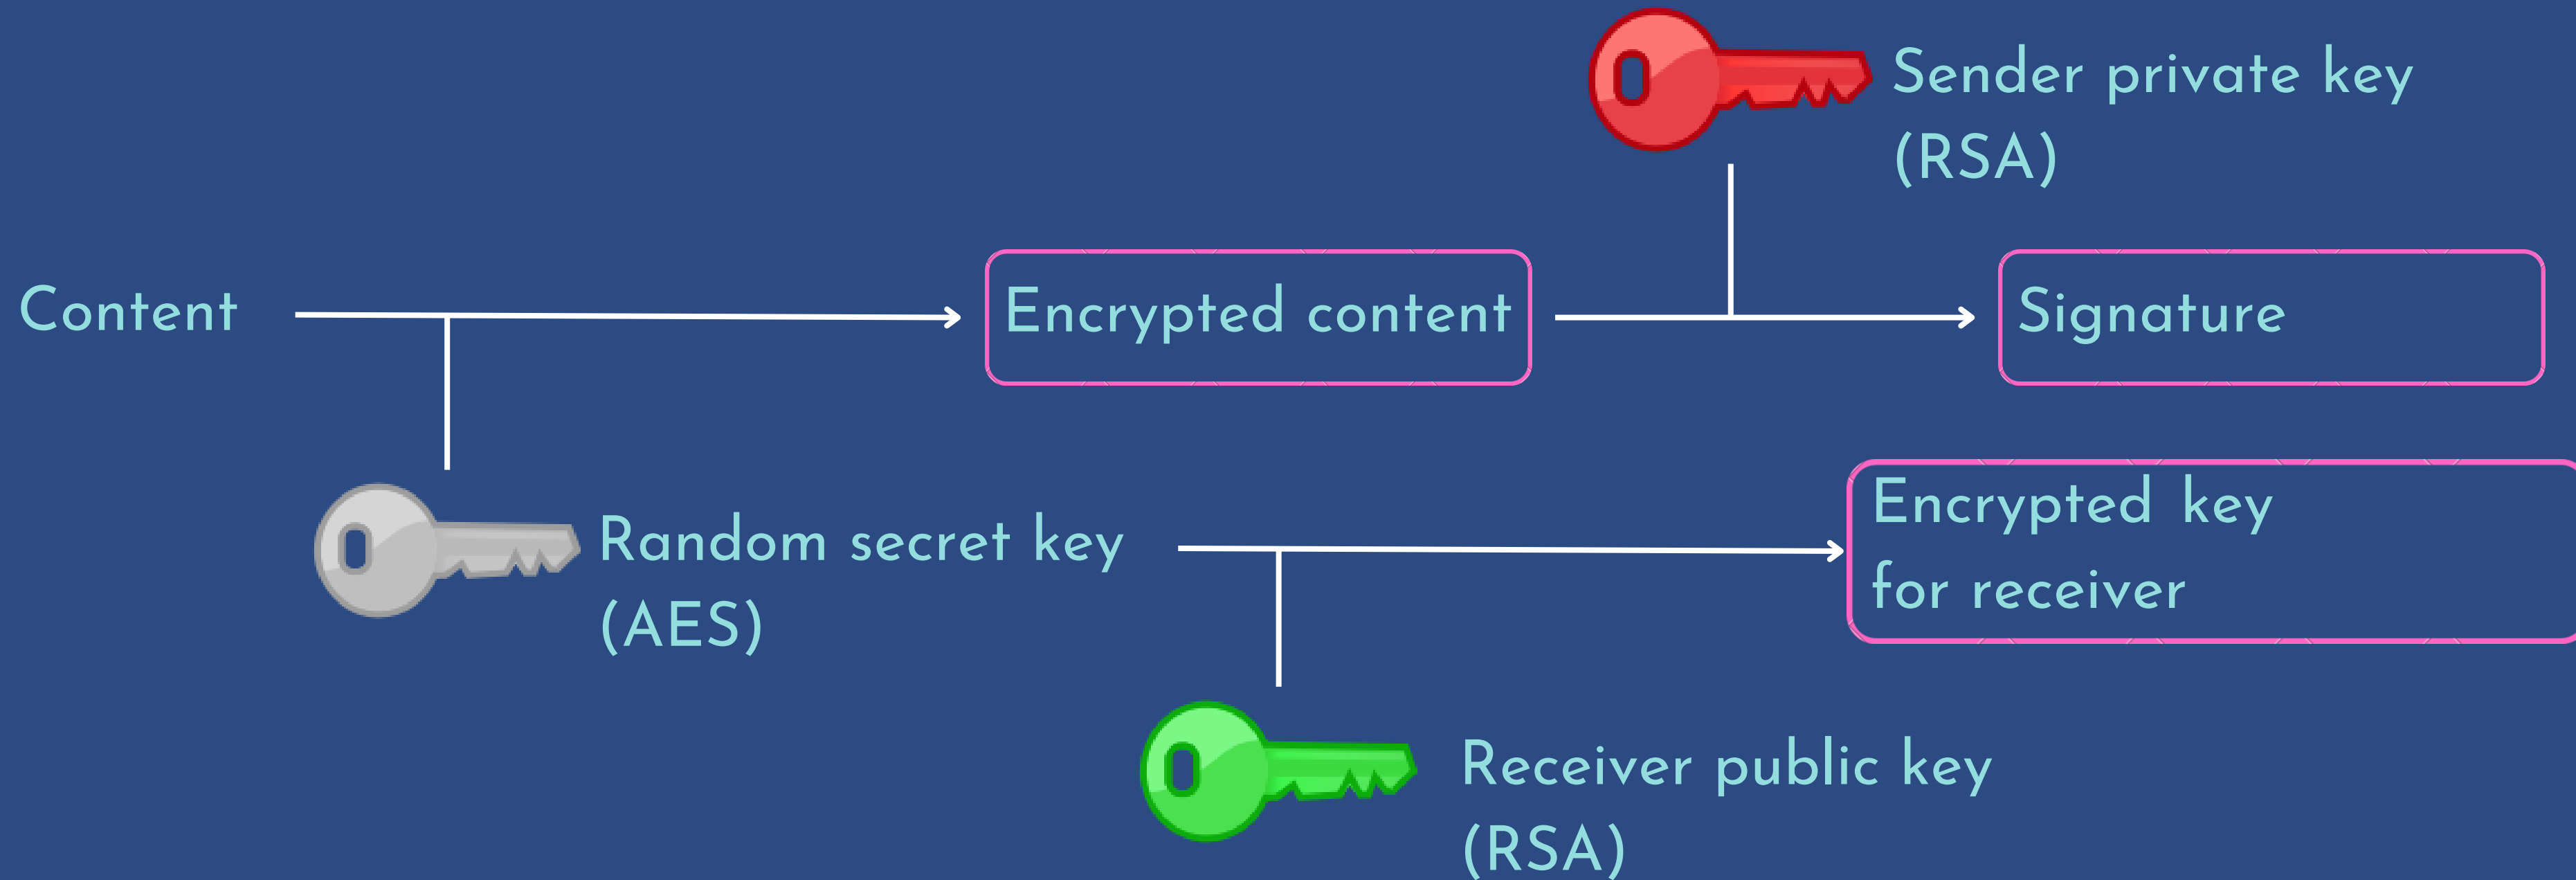 Sender private key
(RSA)
Content
Encrypted content
Signature
Encrypted key
for receiver
Random secret key
(AES)
Receiver public key
(RSA)